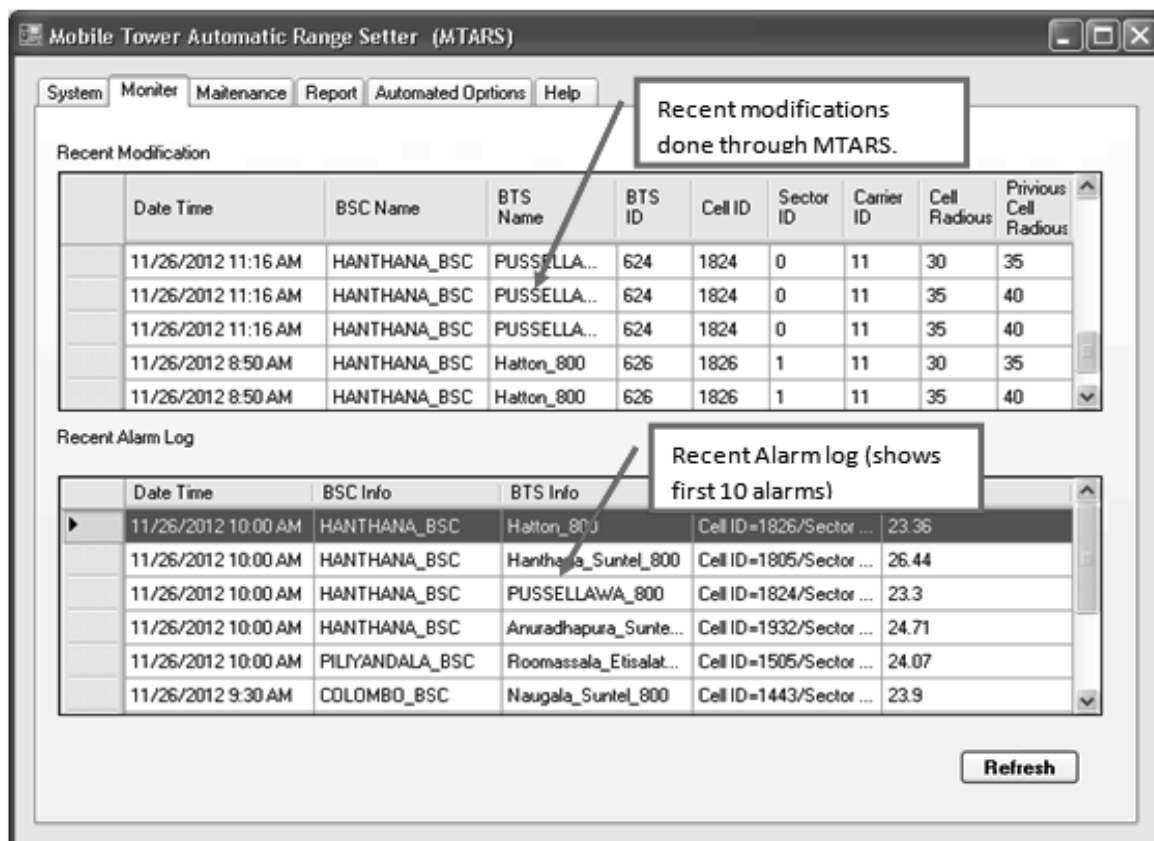 Mobile Tower Automatic Range Setter (MTARS)
System Moniter Maitenance Report Automated Oprtions Help
Recent modifications
done through MTARS.
Recent Modification
Date Time BSC Name BTS Name BTS ID Cell ID Sector ID Carrier ID Cell Radious Privious Cell Radious
11/26/2012 11:16 AM HANTHANA_BSC PUSSELLA... 624 1824 0 11 30 35
11/26/2012 11:16 AM HANTHANA_BSC PUSSELLA... 624 1824 0 11 35 40
11/26/2012 11:16 AM HANTHANA_BSC PUSSELLA... 624 1824 0 11 35 40
11/26/2012 8:50 AM HANTHANA_BSC Hatton_800 626 1826 1 11 30 35
11/26/2012 8:50 AM HANTHANA_BSC Hatton_800 626 1826 1 11 35 40
Recent Alarm Log
Recent Alarm log (shows
first 10 alarms)
Date Time BSC Info BTS Info
11/26/2012 10:00 AM HANTHANA_BSC Hatton_800 Cell ID=1826/Sector ... 23.36
11/26/2012 10:00 AM HANTHANA_BSC Hanthana_Suntel_800 Cell ID=1805/Sector ... 26.44
11/26/2012 10:00 AM HANTHANA_BSC PUSSELLAWA_800 Cell ID=1824/Sector ... 23.3
11/26/2012 10:00 AM HANTHANA_BSC Anuradhapura_Sunte... Cell ID=1932/Sector ... 24.71
11/26/2012 10:00 AM PILIYANDALA_BSC Roomassala_Etisalat... Cell ID=1505/Sector ... 24.07
11/26/2012 9:30 AM COLOMBO_BSC Naugala_Suntel_800 Cell ID=1443/Sector ... 23.9
Refresh